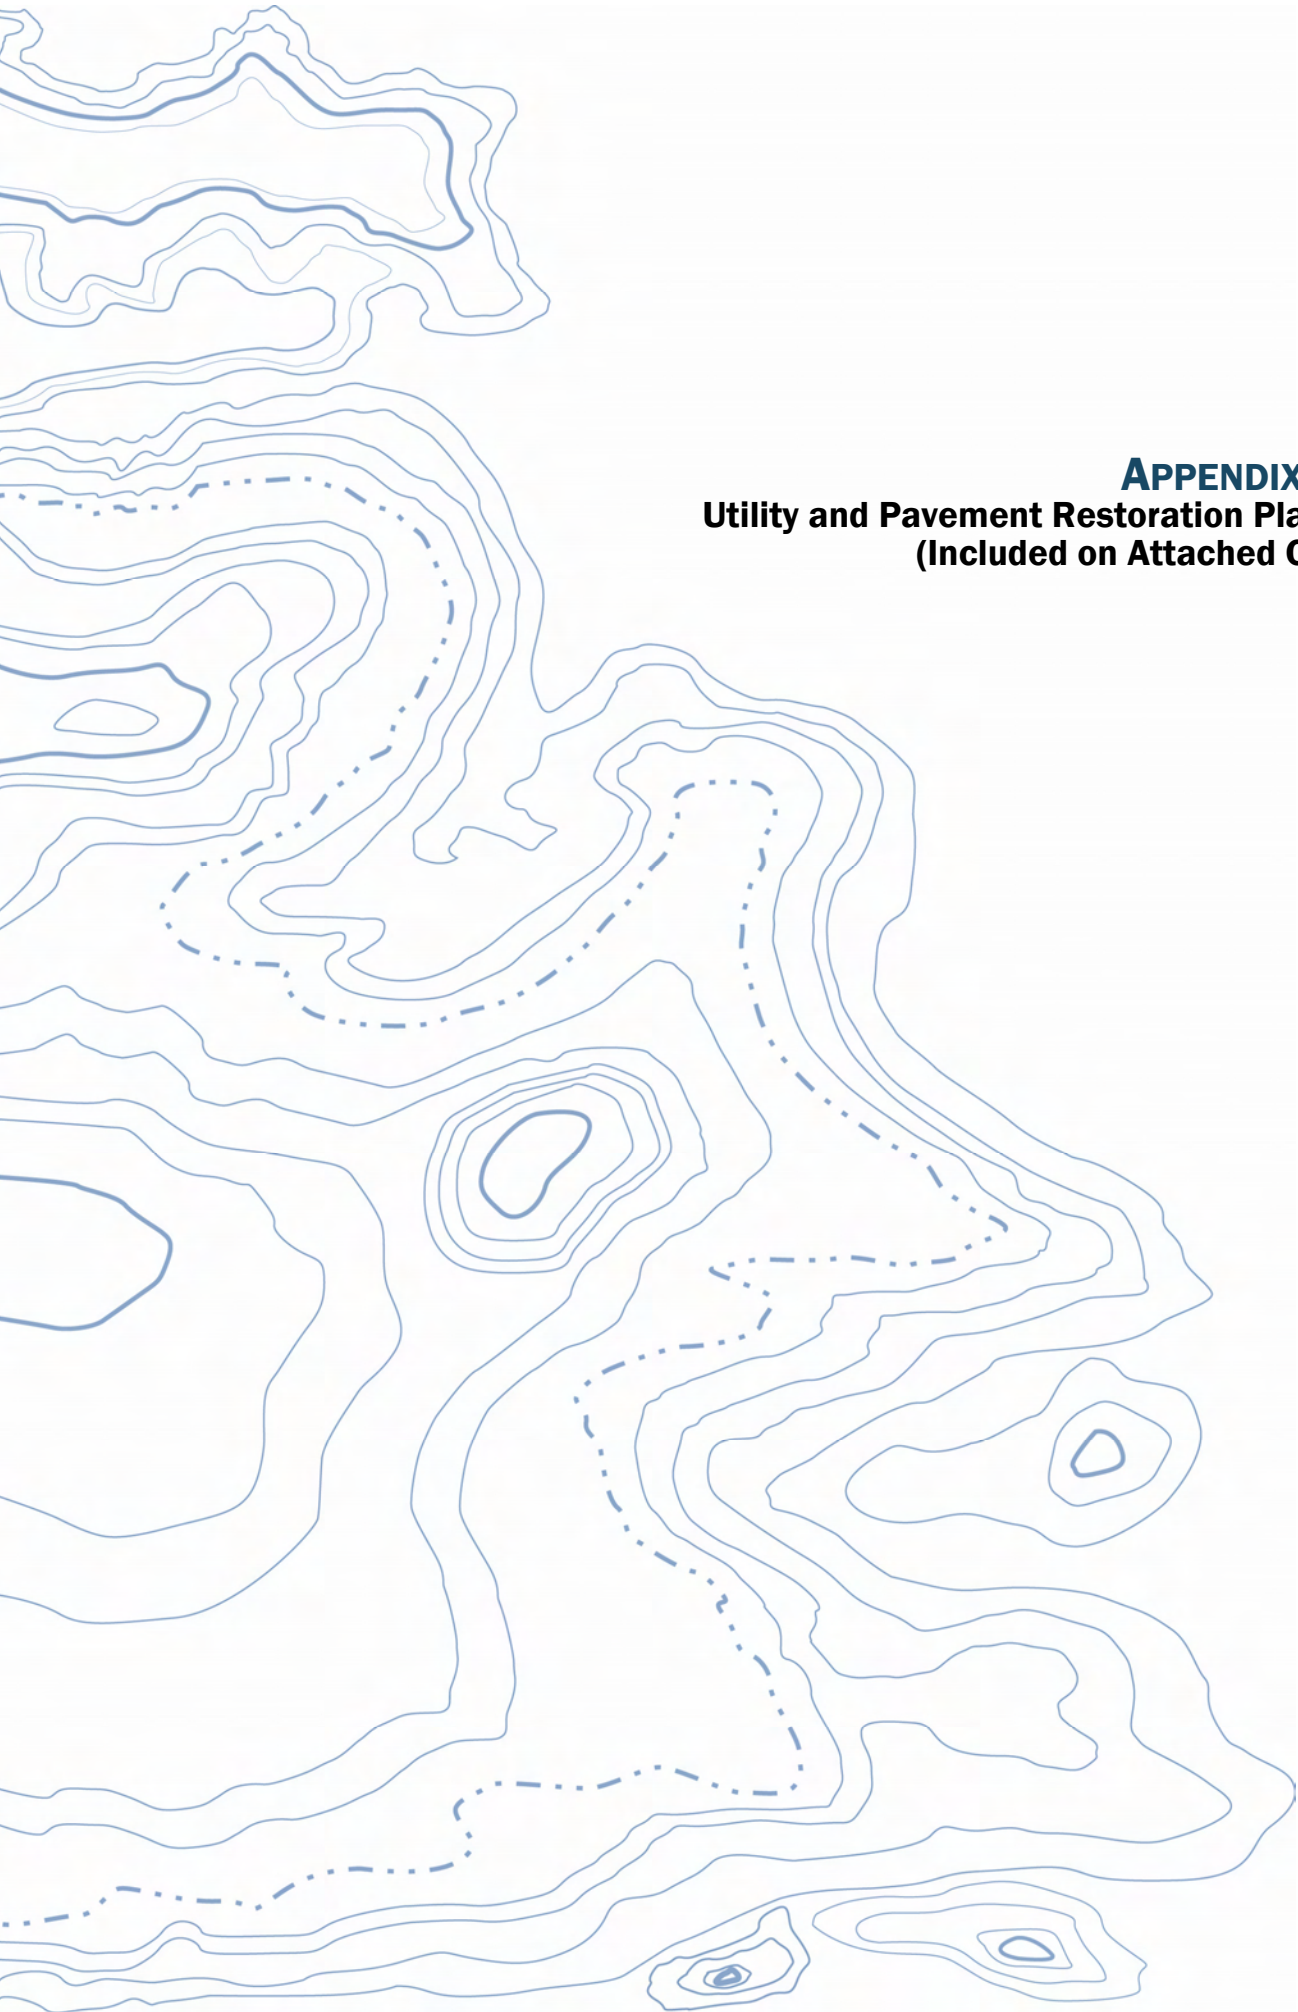 APPENDIX
Utility and Pavement Restoration Pla
(Included on Attached C